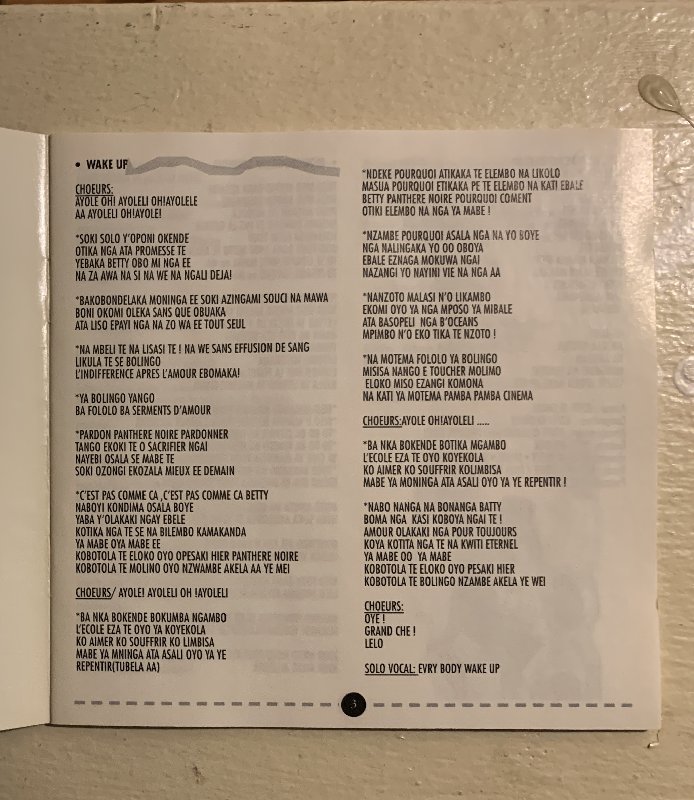 • WAKE UP
CHOEURS:
AYOLE OH! AYOLELI OH!AYOLELE
AA AYOLELI OH!AYOLE!
*SOKI SOLO Y'OPONI OKENDE
OTIKA NGA ATA PROMESSE TE
YEBAKA BETTY OBO MI NGA EE
NA ZA AWA NA SI NA WE NA NGALI DEJA!
*BAKOBONDELAKA MONINGA EE SOKI AZINGAMI SOUCI NA MAWA
BONI OKOMI OLEKA SANS QUE OBUAKA
ATA LISO EPAYI NGA NA ZO WA EE TOUT SEUL
*NA MBELI TE NA LISASI TE ! NA WE SANS EFFUSION DE SANG
LIKULA TE SE BOLINGO
L'INDIFFERENCE APRES L'AMOUR EBOMAKA!
*YA BOLINGO YANGO
BA FOLOLO BA SERMENTS D'AMOUR
*PARDON PANTHERE NOIRE PARDONNER
TANGO EKOKI TE O SACRIFIER NGAI
NAYEBI OSALA SE MABE TE
SOKI OZONGI EKOZALA MIEUX EE DEMAIN
*C'EST PAS COMME CA ,C'EST PAS COMME CA BETTY
NABOYI KONDIMA OSALA BOYE
YABA Y'OLAKAKI NGAY EBELE
KOTIKA NGA TE SE NA BILEMBO KAMAKANDA
YA MABE OYA MABE EE
KOBOTOLA TE ELOKO OYO OPESAKI HIER PANTHERE NOIRE
KOBOTOLA TE MOLINO OYO NZWAMBE AKELA AA YE MEI
CHOEURS/ AYOLE! AYOLELI OH !AYOLELI
*BA NKA BOKENDE BOKUMBA NGAMBO
L'ECOLE EZA TE OYO YA KOYEKOLA
KO AIMER KO SOUFFRIR KO LIMBISA
MABE YA MNINGA ATA ASALI OYO YA YE
REPENTIR(TUBELA AA)
*NDEKE POURQUOI ATIKAKA TE ELEMBO NA LIKOLO
MASUA POURQUOI ETIKAKA PE TE ELEMBO NA KATI EBALE
BETTY PANTHERE NOIRE POURQUOI COMENT
OTIKI ELEMBO NA NGA YA MABE !
*NZAMBE POURQUOI ASALA NGA NA YO BOYE
NGA NALINGAKA YO OO OBOYA
EBALE EZNAGA MOKUWA NGAI
NAZANGI YO NAYINI VIE NA NGA AA
*NANZOTO MALASI N'O LIKAMBO
EKOMI OYO YA NGA MPOSO YA MIBALE
ATA BASOPELI NGA B'OCEANS
MPIMBO N'O EKO TIKA TE NZOTO !
*NA MOTEMA FOLOLO YA BOLINGO
MISISA NANGO E TOUCHER MOLIMO
ELOKO MISO EZANGI KOMONA
NA KATI YA MOTEMA PAMBA PAMBA CINEMA
CHOEURS:AYOLE OH!AYOLELI .....
*BA NKA BOKENDE BOTIKA MGAMBO
L'ECOLE EZA TE OYO KOYEKOLA
KO AIMER KO SOUFFRIR KOLIMBISA
MABE YA MONINGA ATA ASALI OYO YA YE REPENTIR !
*NABO NANGA NA BONANGA BATTY
BOMA NGA KASI KOBOYA NGAI TE !
AMOUR OLAKAKI NGA POUR TOUJOURS
KOYA KOTITA NGA TE NA KWITI ETERNEL
YA MABE OO YA MABE
KOBOTOLA TE ELOKO OYO PESAKI HIER
KOBOTOLA TE BOLINGO NZAMBE AKELA YE WEI
CHOEURS:
OYE !
GRAND CHE !
LELO
SOLO VOCAL: EVRY BODY WAKE UP
3